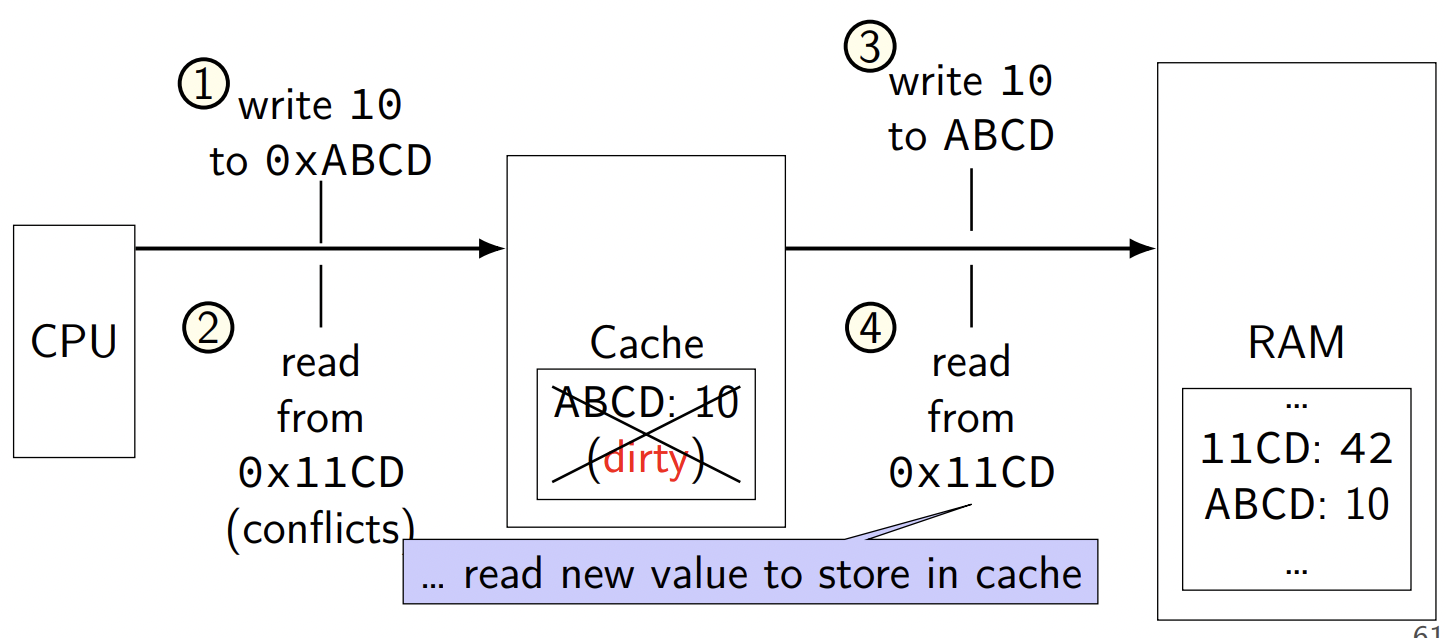 1
write 10
to 0xABCD
3
write 10
to ABCD
CPU
2
read
from
0x11CD
(conflicts)
Cache
ABCD: 10
(dirty)
4
read
from
0x11CD
... read new value to store in cache
RAM
...
11CD: 42
ABCD: 10
...
61